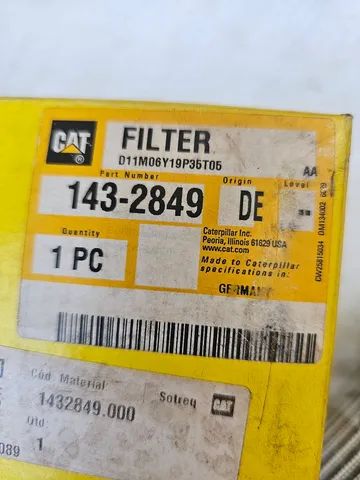 CAT
FILTER
D11M06Y19P35T05
AA
Part Number
Origin
Level
143-2849
DE
--
Quantity
Caterpillar Inc.
Peoria, Illinois 61629 USA
www.cat.com
1 PC
Made to Caterpillar
specifications in.
GERMANY
Cód Material
Sotreq
CAT
1432849.000
Qtd
1
089